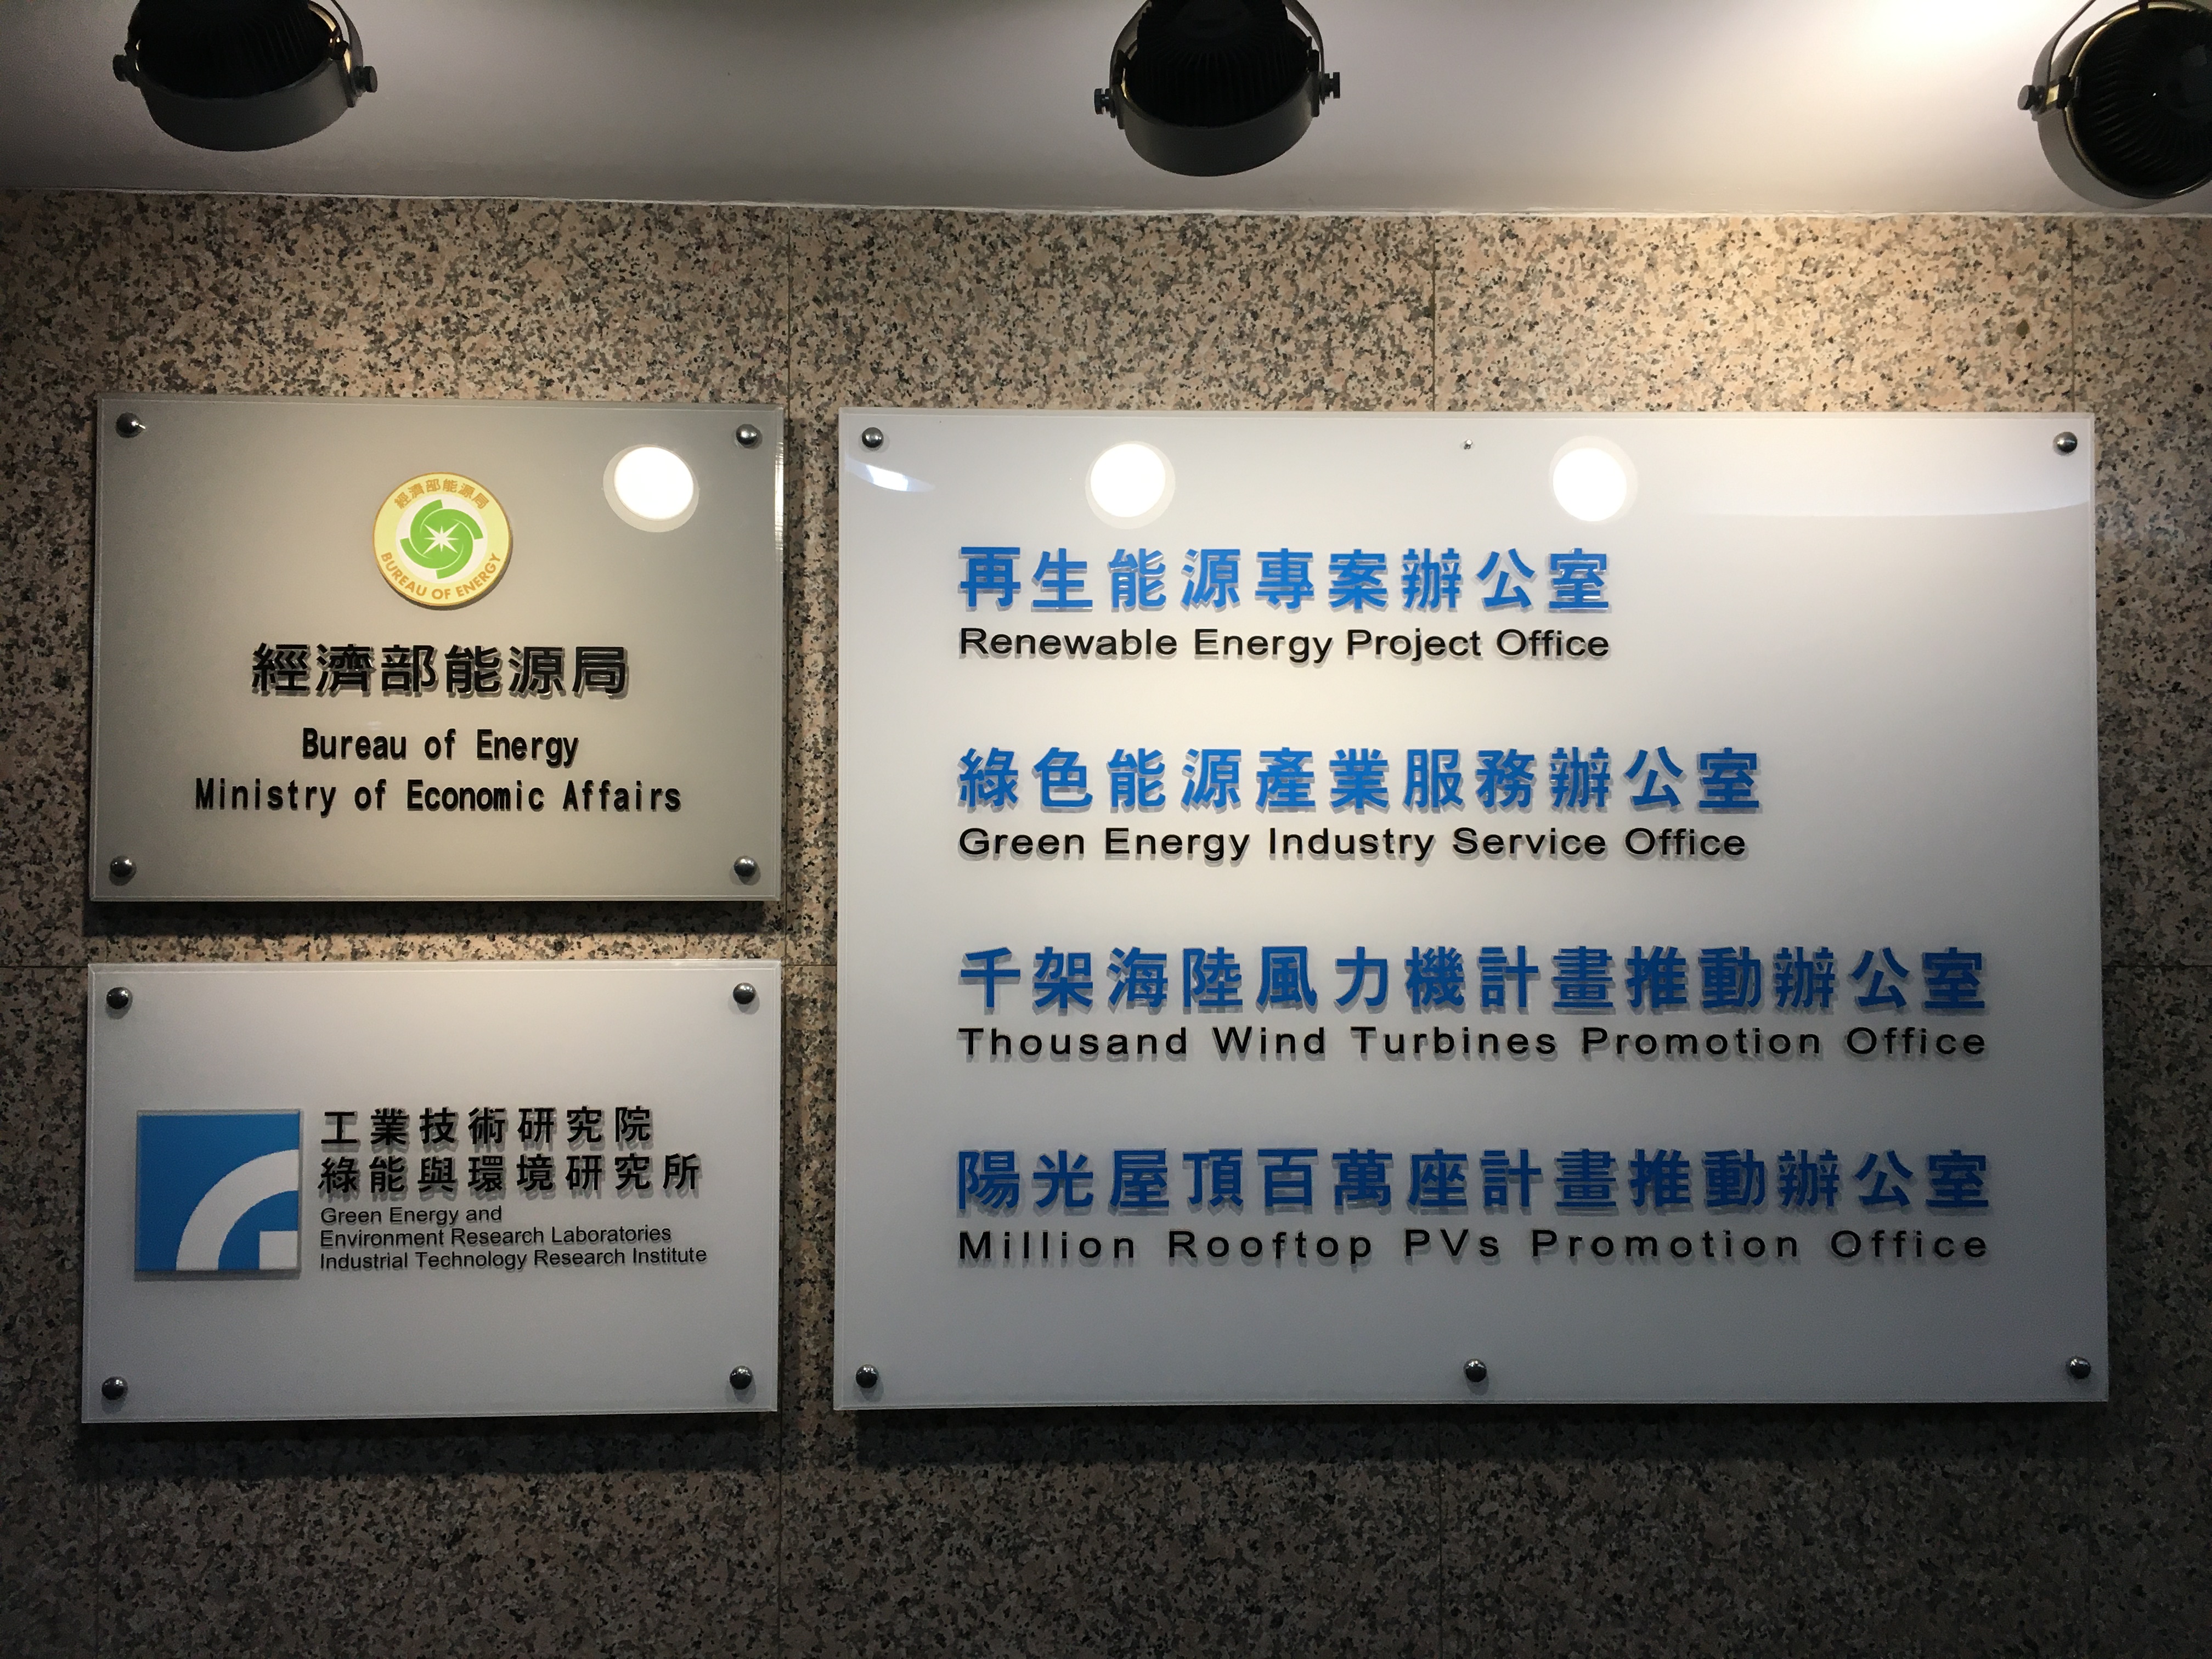 經濟部能源局
BUREAU OF ENERGY
經濟部能源局
Bureau of Energy
Ministry of Economic Affairs
工業技術研究院
綠能與環境研究所
Green Energy and
Environment Research Laboratories
Industrial Technology Research Institute
再生能源專案辦公室
Renewable Energy Project Office
綠色能源產業服務辦公室
Green Energy Industry Service Office
千架海陸風力機計畫推動辦公室
Thousand Wind Turbines Promotion Office
陽光屋頂百萬座計畫推動辦公室
Million Rooftop PVs Promotion Office